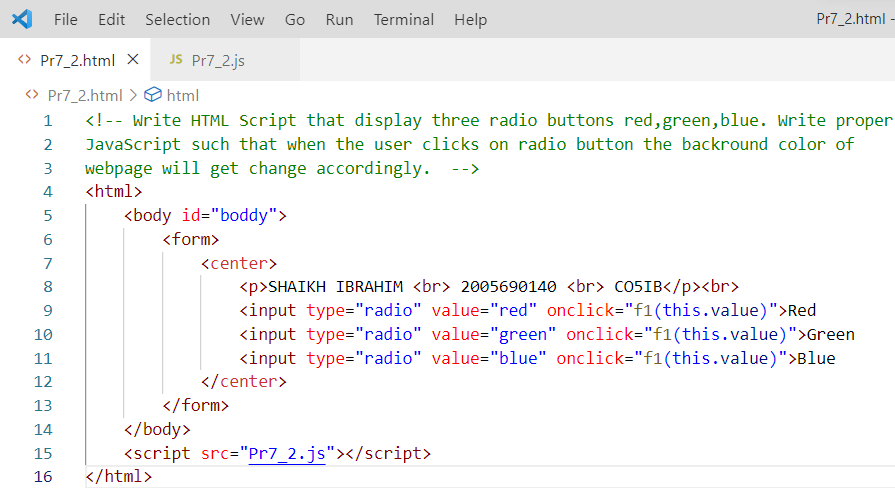 File Edit Selection View Go Run Terminal Help Pr7_2.html -
<> Pr7_2.html × JS Pr7_2.js
<> Pr7_2.html > html
1 <!-- Write HTML Script that display three radio buttons red,green,blue. Write proper
2 JavaScript such that when the user clicks on radio button the backround color of
3 webpage will get change accordingly.  -->
4 <html>
5     <body id="boddy">
6         <form>
7             <center>
8                 <p>SHAIKH IBRAHIM <br> 2005690140 <br> CO5IB</p><br>
9                 <input type="radio" value="red" onclick="f1(this.value)">Red
10                 <input type="radio" value="green" onclick="f1(this.value)">Green
11                 <input type="radio" value="blue" onclick="f1(this.value)">Blue
12             </center>
13         </form>
14     </body>
15     <script src="Pr7_2.js"></script>
16 </html>